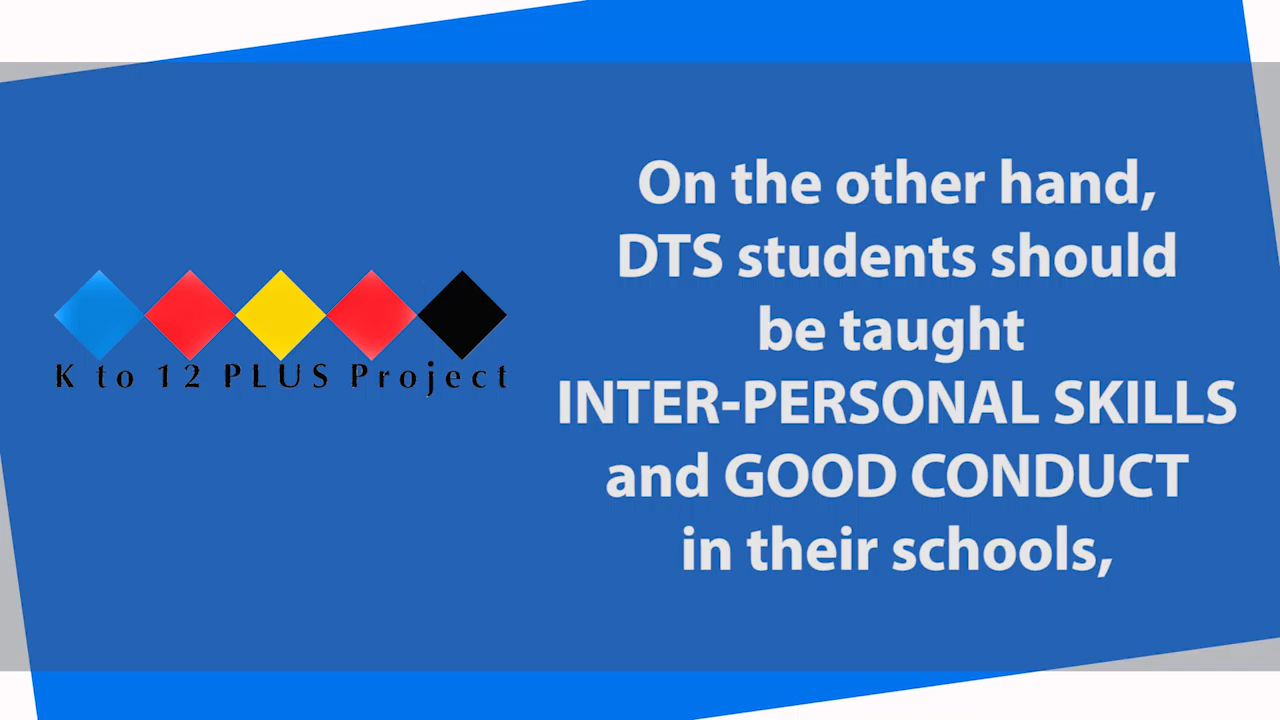 K to 12 PLUS Project
On the other hand,
DTS students should
be taught
INTER-PERSONAL SKILLS
and GOOD CONDUCT
in their schools,